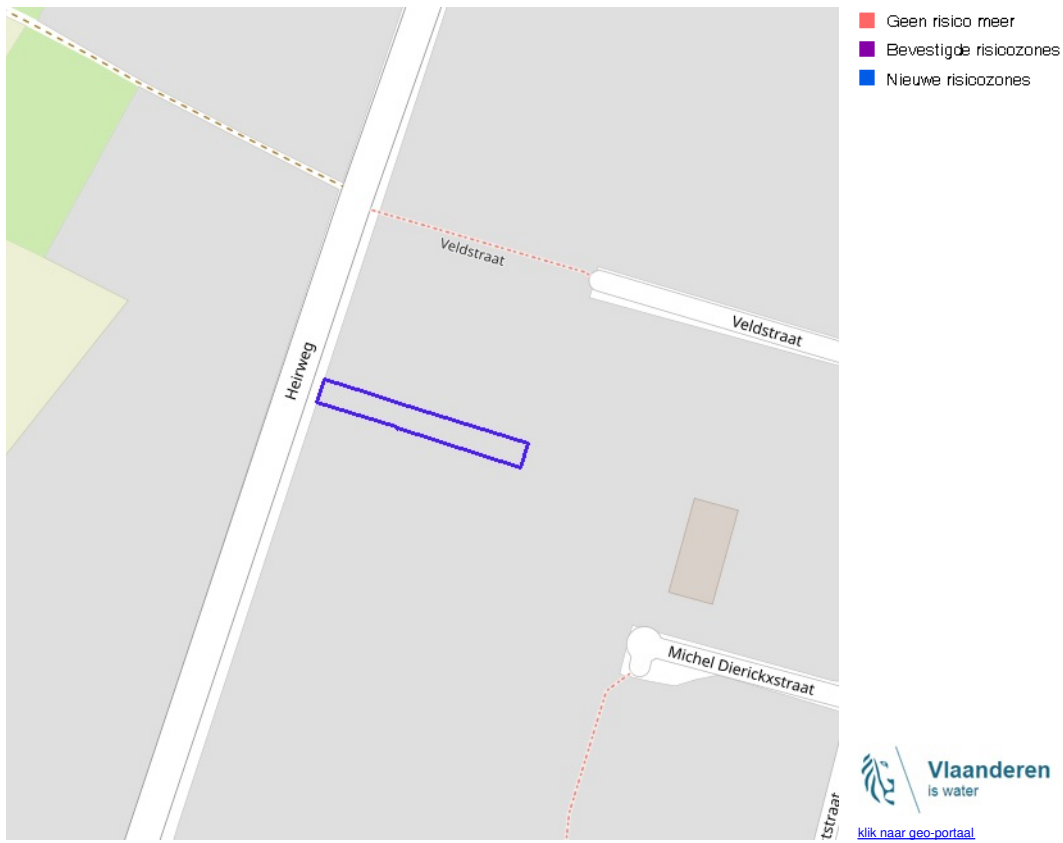 Geen risico meer
Bevestigde risicozones
Nieuwe risicozones
Veldstraat
Veldstraat
Heirweg
Michel Dierickxstraat
tstraat
Vlaanderen
is water
klik naar geo-portaal